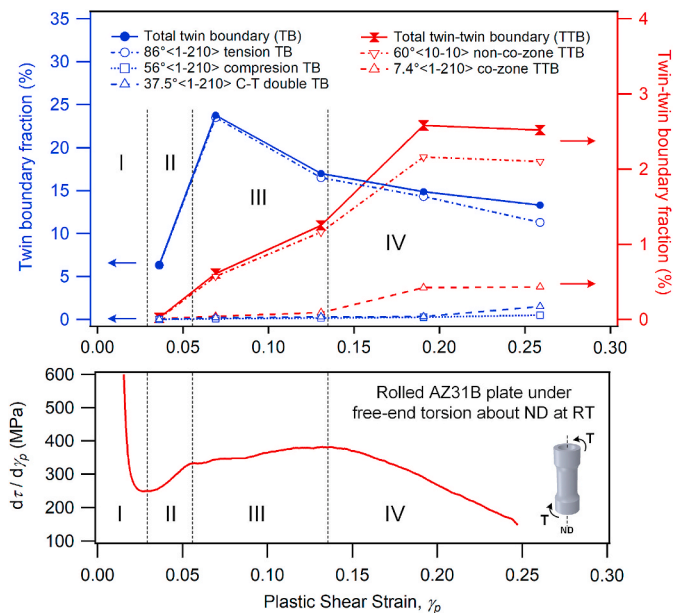 Total twin boundary (TB)
86°<1-210> tension TB
56°<1-210> compresion TB
37.5°<1-210> C-T double TB
Total twin-twin boundary (TTB)
60°<10-10> non-co-zone TTB
7.4°<1-210> co-zone TTB
Twin boundary fraction (%)
35
30
25
20
15
10
5
0
I
II
III
IV
Twin-twin boundary
fraction (%)
4
3
2
1
0
0.00
0.05
0.10
0.15
0.20
0.25
0.30
dτ / dγp (MPa)
600
500
400
300
200
100
Rolled AZ31B plate under
free-end torsion about ND at RT
T
T
ND
I
II
III
IV
0.00
0.05
0.10
0.15
0.20
0.25
0.30
Plastic Shear Strain, γp